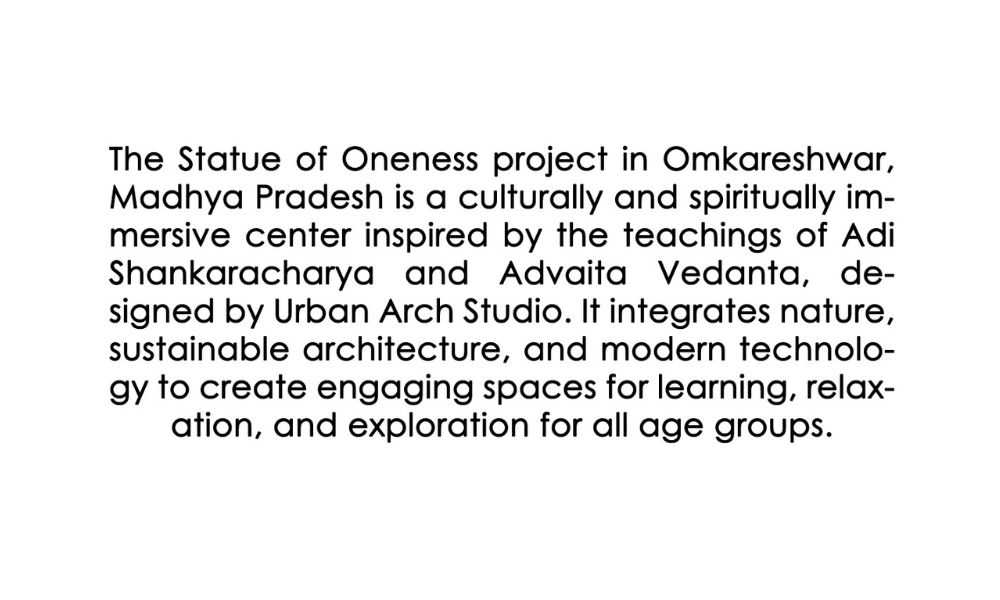 The Statue of Oneness project in Omkareshwar,
Madhya Pradesh is a culturally and spiritually im-
mersive center inspired by the teachings of Adi
Shankaracharya and Advaita Vedanta, de-
signed by Urban Arch Studio. It integrates nature,
sustainable architecture, and modern technolo-
gy to create engaging spaces for learning, relax-
ation, and exploration for all age groups.